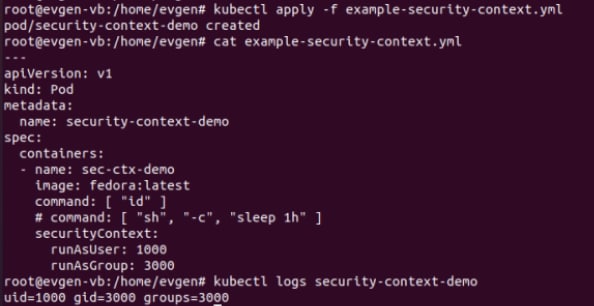 root@evgen-vb:/home/evgen# kubectl apply -f example-security-context.yml
pod/security-context-demo created
root@evgen-vb:/home/evgen# cat example-security-context.yml
---
apiVersion: v1
kind: Pod
metadata:
  name: security-context-demo
spec:
  containers:
  - name: sec-ctx-demo
    image: fedora:latest
    command: [ "id" ]
    # command: [ "sh", "-c", "sleep 1h" ]
    securityContext:
      runAsUser: 1000
      runAsGroup: 3000
root@evgen-vb:/home/evgen# kubectl logs security-context-demo
uid=1000 gid=3000 groups=3000